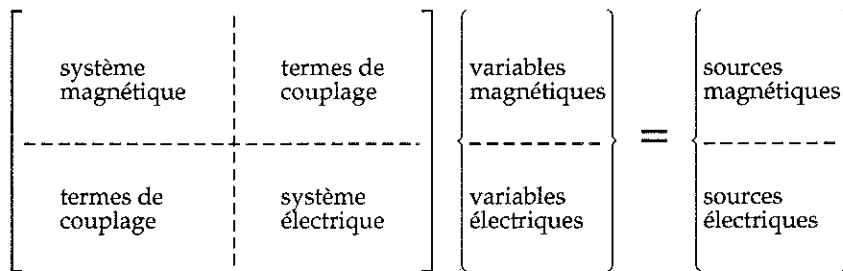 système
magnétique
termes de
couplage
variables
magnétiques
=
sources
magnétiques
termes de
couplage
système
électrique
variables
électriques
sources
électriques